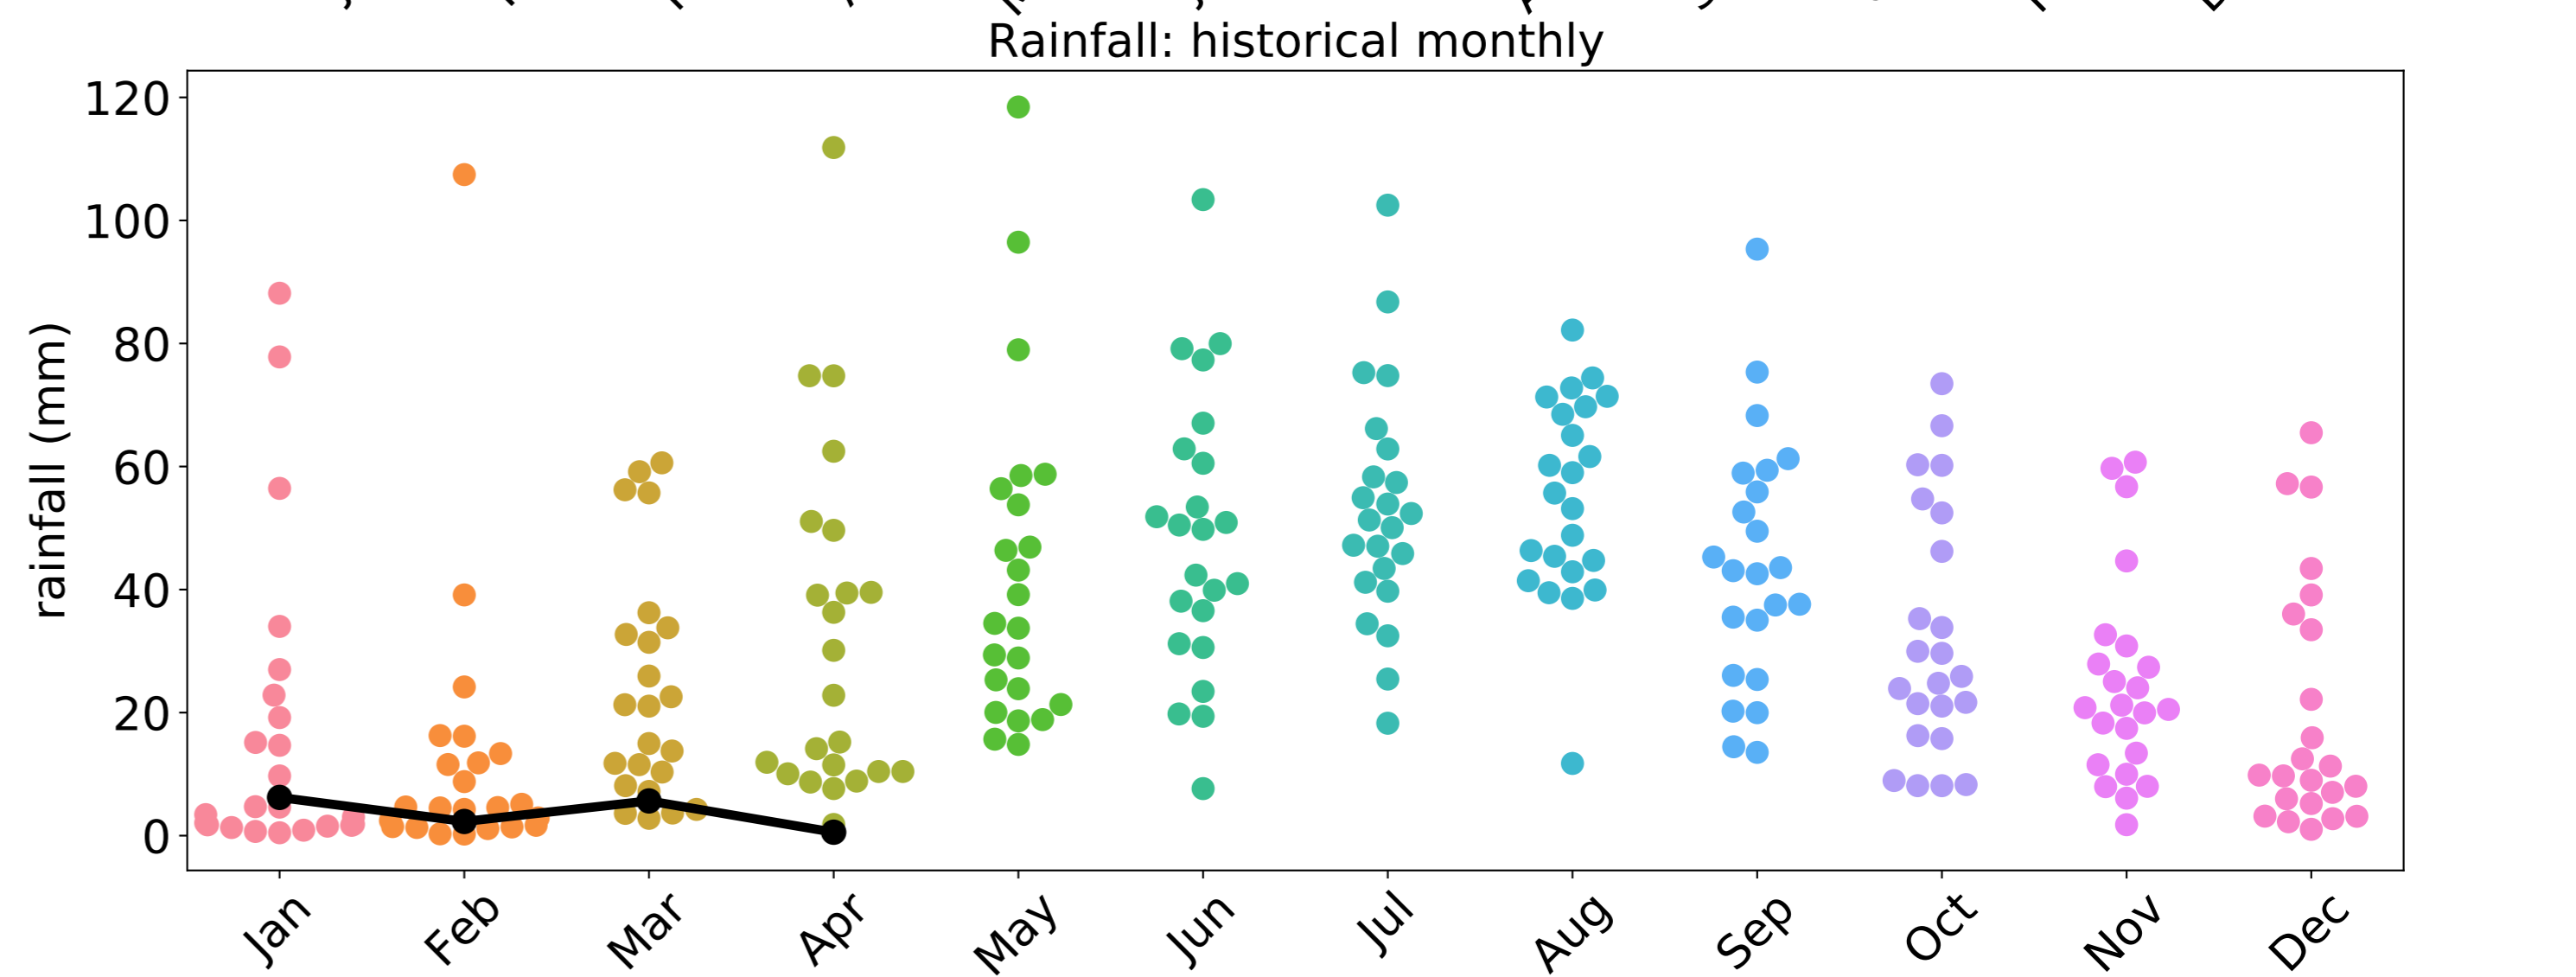 Rainfall: historical monthly
120
100
80
60
40
20
0
rainfall (mm)
Jan
Feb
Mar
Apr
May
Jun
Jul
Aug
Sep
Oct
Nov
Dec